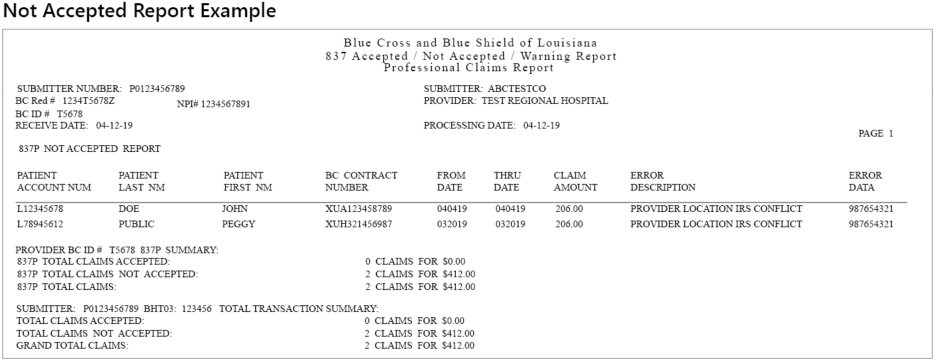 Not Accepted Report Example
Blue Cross and Blue Shield of Louisiana
837 Accepted / Not Accepted / Warning Report
Professional Claims Report
SUBMITTER NUMBER: P0123456789 SUBMITTER: ABCTESTCO
BC Red # 1234T5678Z NPI# 1234567891 PROVIDER: TEST REGIONAL HOSPITAL
BC ID # T5678
RECEIVE DATE: 04-12-19 PROCESSING DATE: 04-12-19
PAGE 1
837P NOT ACCEPTED REPORT
PATIENT PATIENT PATIENT BC CONTRACT FROM THRU CLAIM ERROR ERROR
ACCOUNT NUM LAST NM FIRST NM NUMBER DATE DATE AMOUNT DESCRIPTION DATA
L12345678 DOE JOHN XUA123458789 040419 040419 206.00 PROVIDER LOCATION IRS CONFLICT 987654321
L78945612 PUBLIC PEGGY XUH321456987 032019 032019 206.00 PROVIDER LOCATION IRS CONFLICT 987654321
PROVIDER BC ID # T5678 837P SUMMARY:
837P TOTAL CLAIMS ACCEPTED: 0 CLAIMS FOR $0.00
837P TOTAL CLAIMS NOT ACCEPTED: 2 CLAIMS FOR $412.00
837P TOTAL CLAIMS: 2 CLAIMS FOR $412.00
SUBMITTER: P0123456789 BHT03: 123456 TOTAL TRANSACTION SUMMARY:
TOTAL CLAIMS ACCEPTED: 0 CLAIMS FOR $0.00
TOTAL CLAIMS NOT ACCEPTED: 2 CLAIMS FOR $412.00
GRAND TOTAL CLAIMS: 2 CLAIMS FOR $412.00